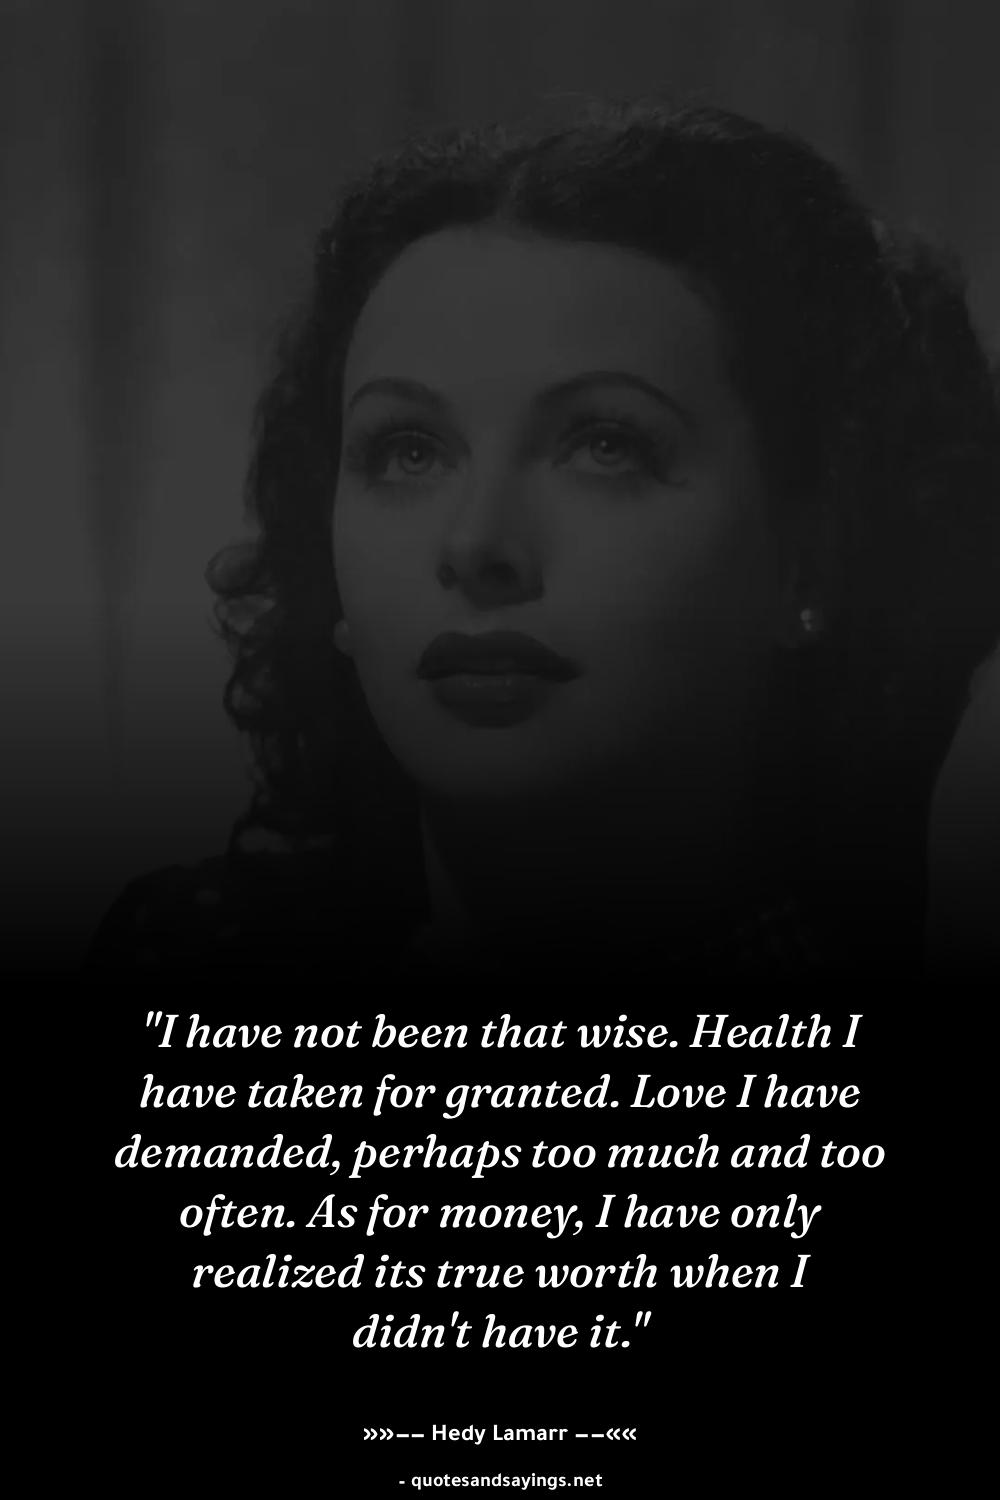 "I have not been that wise. Health I
have taken for granted. Love I have
demanded, perhaps too much and too
often. As for money, I have only
realized its true worth when I
didn't have it."
»»–– Hedy Lamarr ––««
- quotesandsayings.net